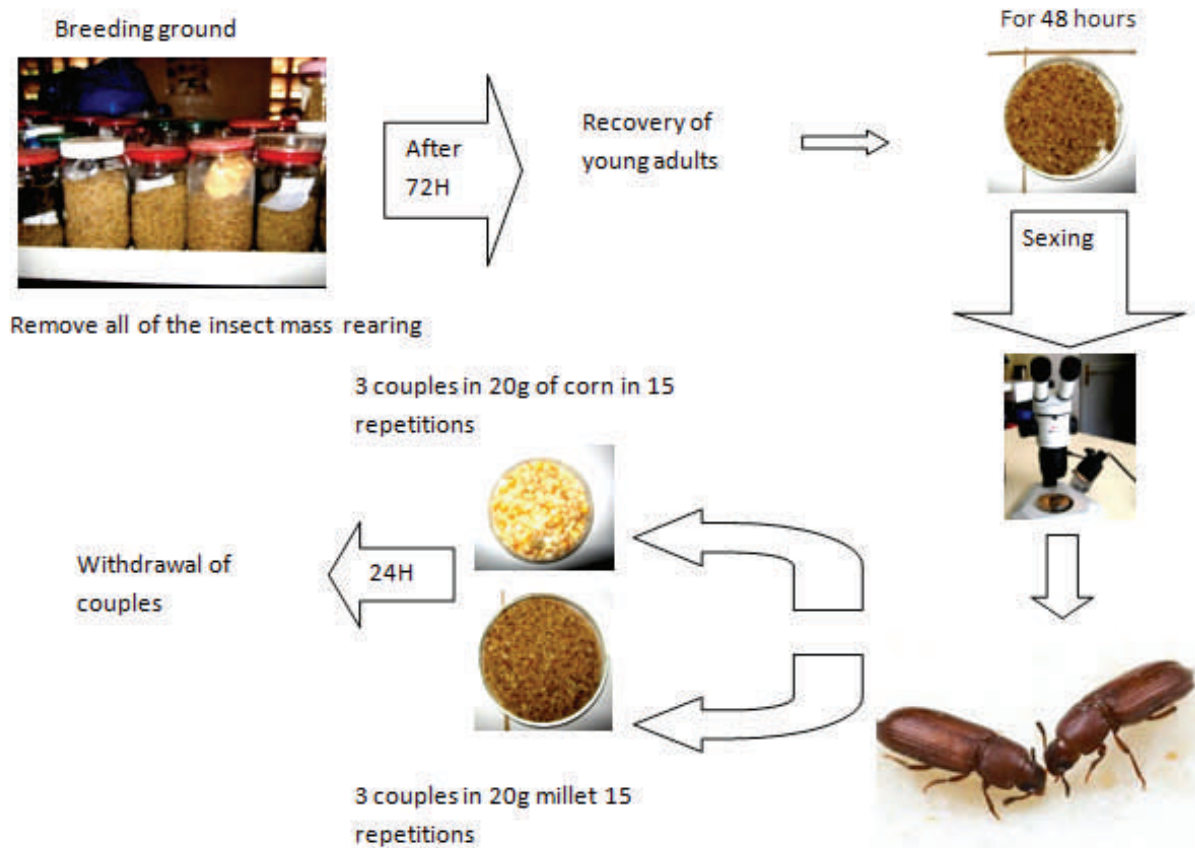 Breeding ground
For 48 hours
After
72H
Recovery of
young adults
Sexing
Remove all of the insect mass rearing
3 couples in 20g of corn in 15
repetitions
24H
Withdrawal of
couples
3 couples in 20g millet 15
repetitions